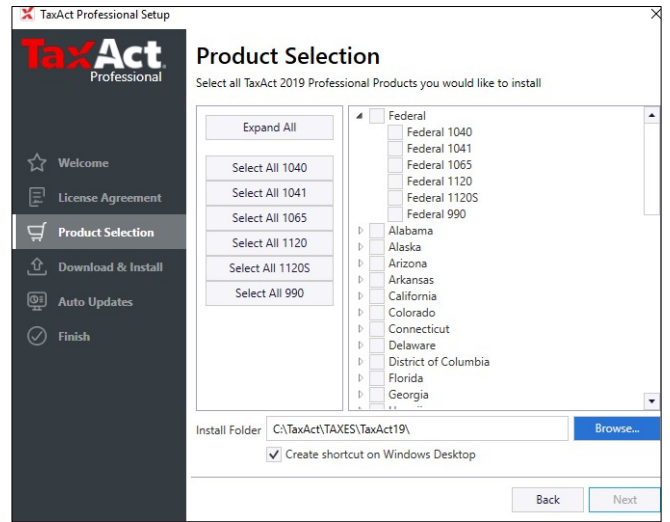 TaxAct Professional Setup
TaxAct
Professional
Welcome
License Agreement
Product Selection
Download & Install
Auto Updates
Finish
Product Selection
Select all TaxAct 2019 Professional Products you would like to install
Expand All
Select All 1040
Select All 1041
Select All 1065
Select All 1120
Select All 1120S
Select All 990
Federal
Federal 1040
Federal 1041
Federal 1065
Federal 1120
Federal 1120S
Federal 990
Alabama
Alaska
Arizona
Arkansas
California
Colorado
Connecticut
Delaware
District of Columbia
Florida
Georgia
Install Folder C:\TaxAct\TAXES\TaxAct19\ Browse...
Create shortcut on Windows Desktop
Back Next